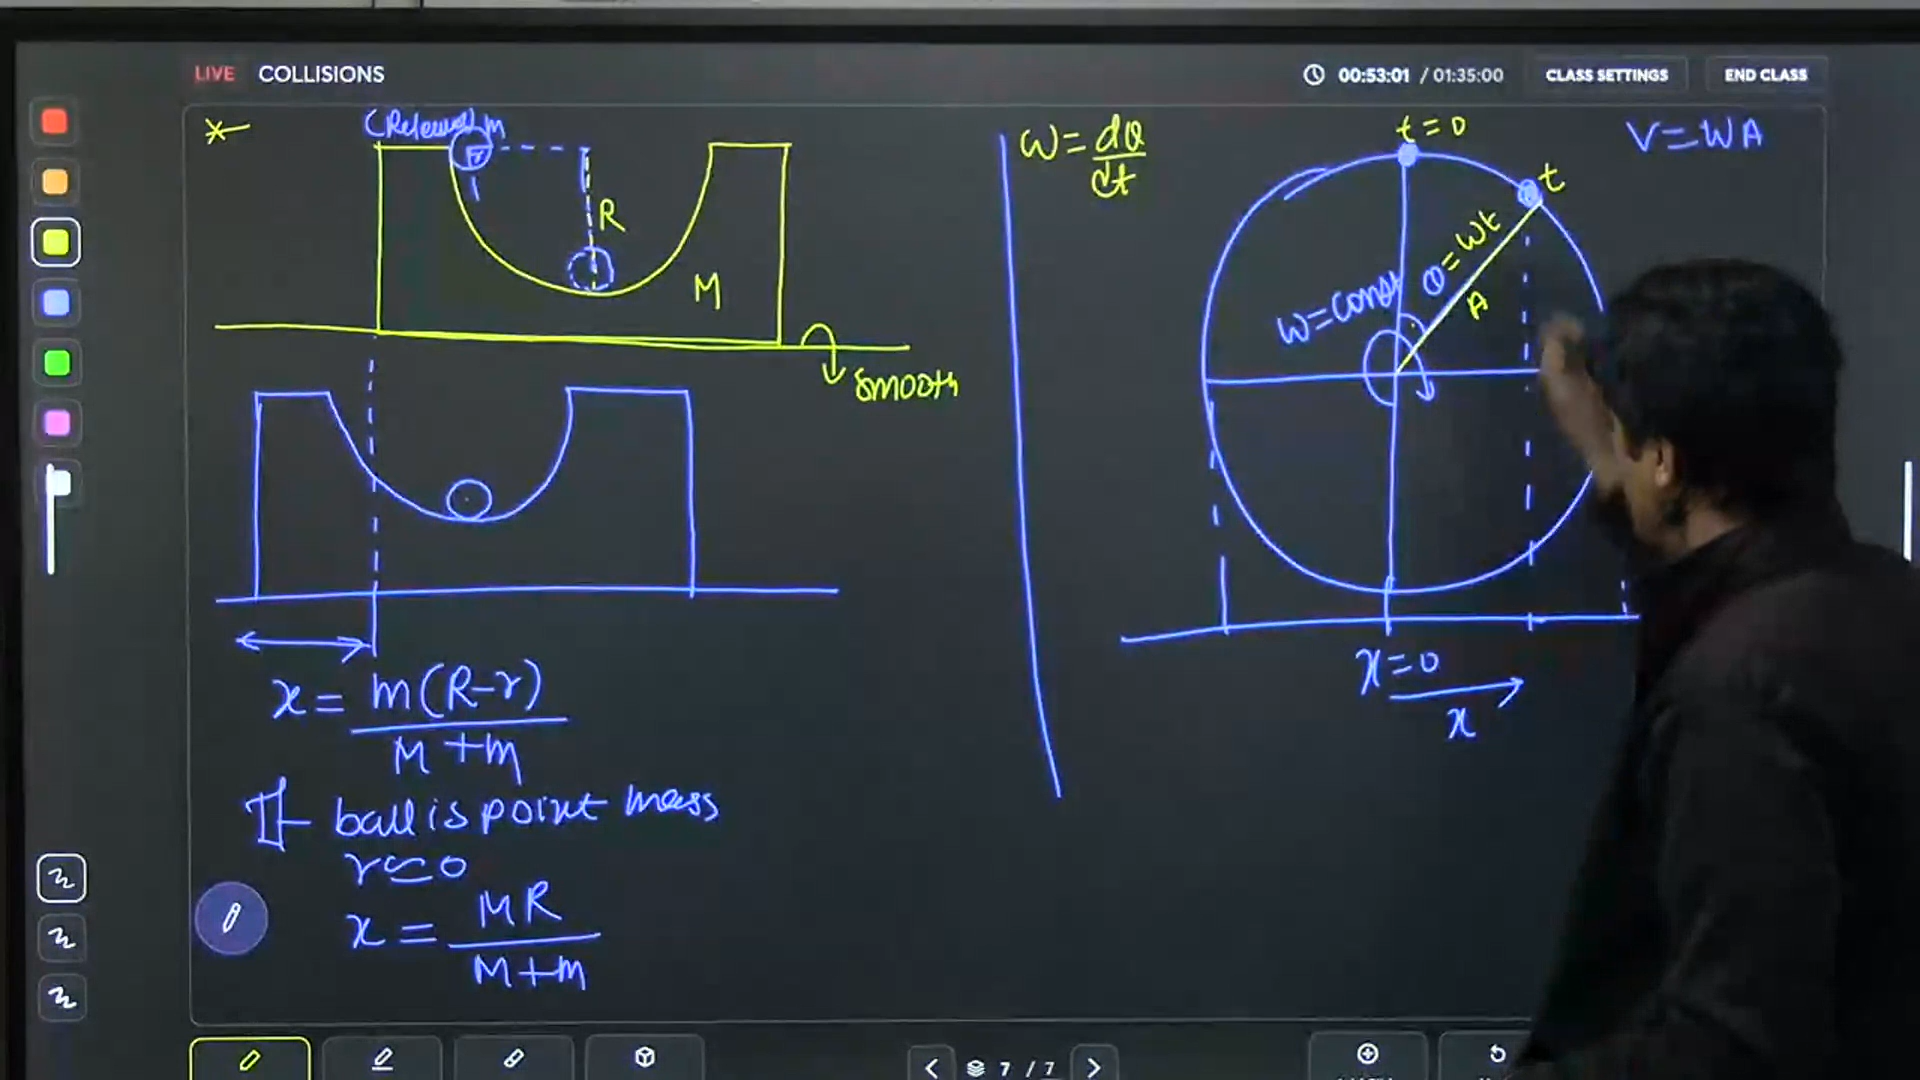 LIVE COLLISIONS
00:53:01 / 01:35:00 CLASS SETTINGS END CLASS
m
R
M
smooth
x = m(R-r)
M+m
If ball is point mass
r≃0
x = MR
M+m
ω = dθ
dt
t=0
V=ωA
t
θ=ωt
ω=const
A
x=0
x
7 / 7